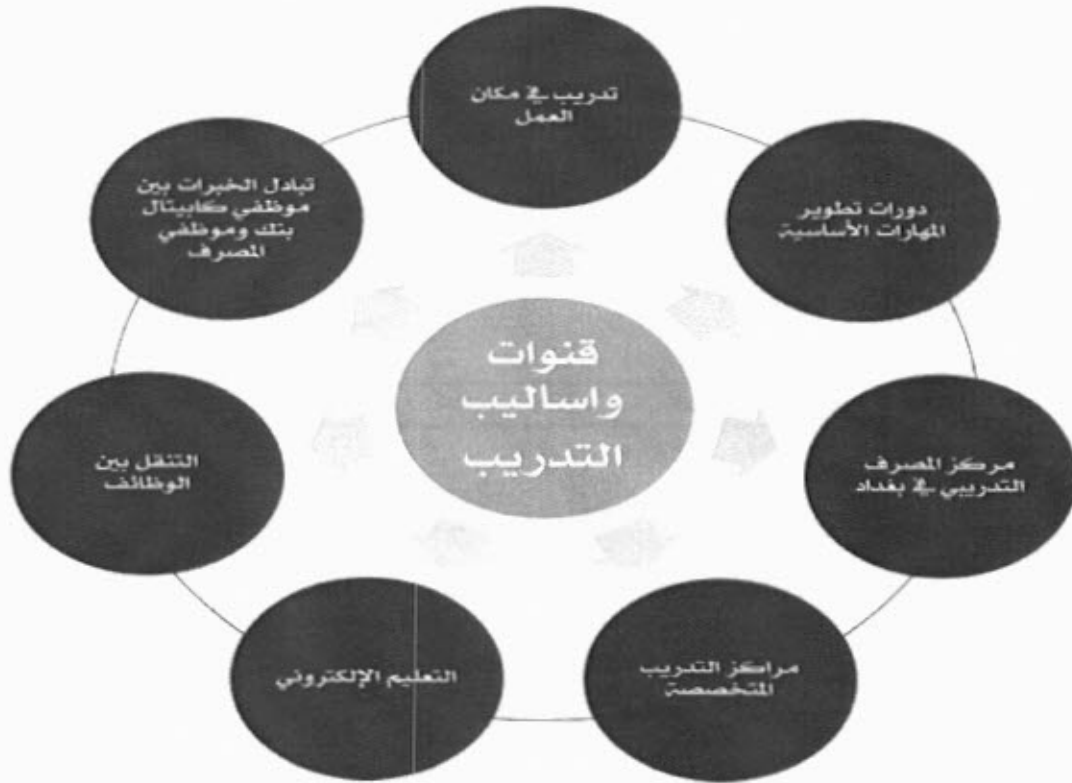 تدريب في مكان
العمل
دورات تطوير
المهارات الأساسية
مركز المصرف
التدريبي في بغداد
مراكز التدريب
المتخصصة
التعليم الإلكتروني
التنقل بين
الوظائف
تبادل الخبرات بين
موظفي كابيتال
بنك وموظفي
المصرف
قنوات
واساليب
التدريب